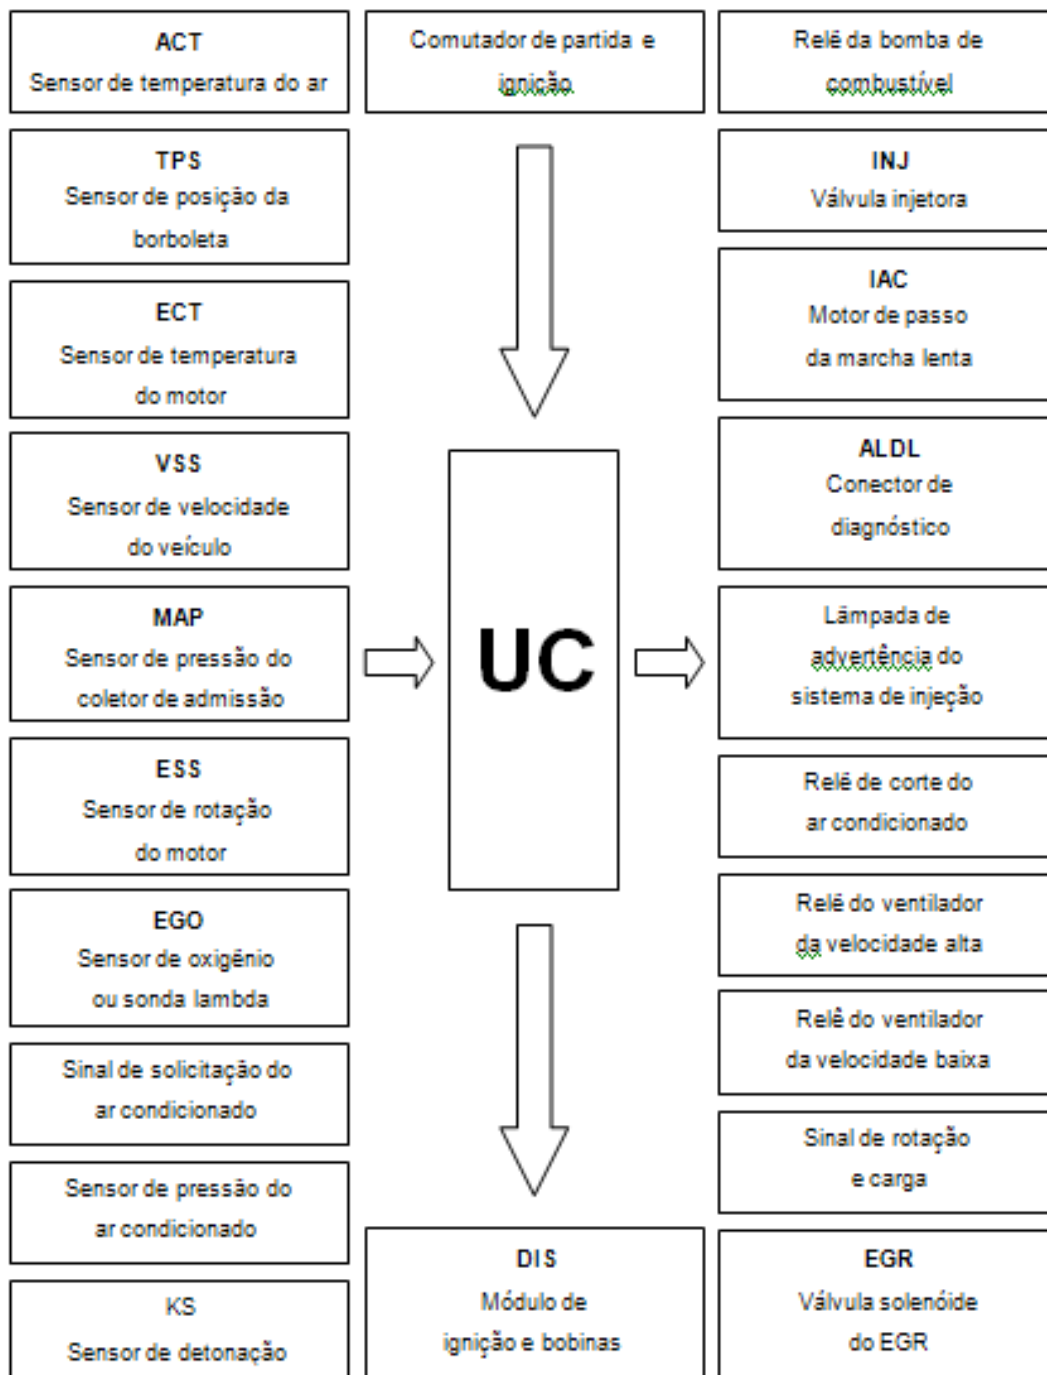 ACT
Sensor de temperatura do ar
TPS
Sensor de posição da
borboleta
ECT
Sensor de temperatura
do motor
VSS
Sensor de velocidade
do veículo
MAP
Sensor de pressão do
coletor de admissão
ESS
Sensor de rotação
do motor
EGO
Sensor de oxigênio
ou sonda lambda
Sinal de solicitação do
ar condicionado
Sensor de pressão do
ar condicionado
KS
Sensor de detonação
Comutador de partida e
ignição
UC
DIS
Módulo de
ignição e bobinas
Relê da bomba de
combustível
INJ
Válvula injetora
IAC
Motor de passo
da marcha lenta
ALDL
Conector de
diagnóstico
Lâmpada de
advertência do
sistema de injeção
Relê de corte do
ar condicionado
Relê do ventilador
da velocidade alta
Relê do ventilador
da velocidade baixa
Sinal de rotação
e carga
EGR
Válvula solenóide
do EGR